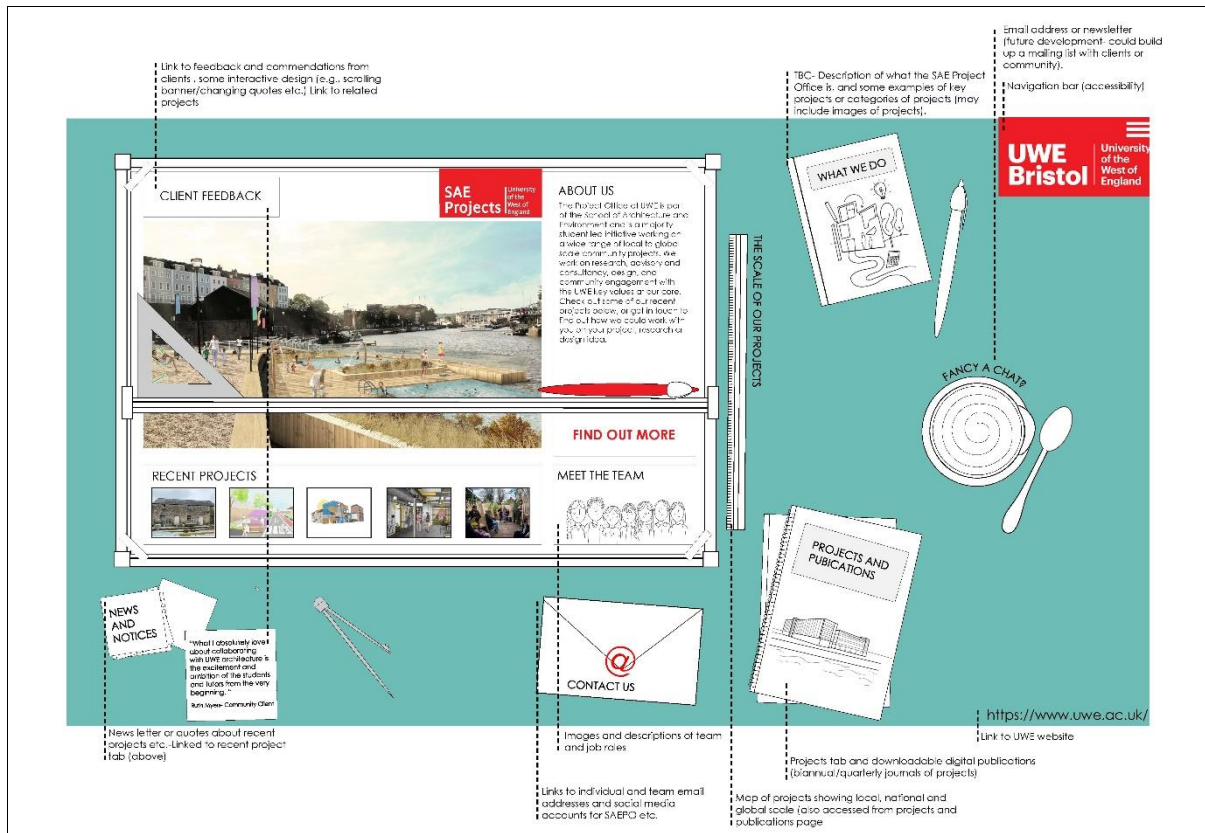 Link to feedback and commendations from
clients , some interactive design (e.g., scrolling
banner/changing quotes etc.) Link to related
projects
TBC- Description of what the SAE Project
Office is, and some examples of key
projects or categories of projects (may
include images of projects).
Email address or newsletter
(future development- could build
up a mailing list with clients or
community).
Navigation bar (accessibility)
UWE
Bristol
University
of the
West of
England
CLIENT FEEDBACK
SAE
Projects
University
of the
West of
England
ABOUT US
The Project Office at UWE is part
of the School of Architecture and
Environment and is a majority
student led initiative working on
a wide range of local to global
scale community projects. We
work on research, advisory and
consultancy, design, and
community engagement with
the UWE key values at our core.
Check out some of our recent
projects below, or get in touch to
find out how we could work with
you on your project, research or
design idea.
THE SCALE OF OUR PROJECTS
WHAT WE DO
FANCY A CHAT?
FIND OUT MORE
RECENT PROJECTS
MEET THE TEAM
PROJECTS AND
PUBICATIONS
NEWS
AND
NOTICES
"What I absolutely love
about collaborating
with UWE architecture is
the excitement and
ambition of the students
and tutors from the very
beginning. "
Ruth Myers- Community Client
@
CONTACT US
https://www.uwe.ac.uk/
Link to UWE website
News letter or quotes about recent
projects etc.-Linked to recent project
tab (above)
Images and descriptions of team
and job roles
Projects tab and downloadable digital publications
(biannual/quarterly journals of projects)
Links to individual and team email
addresses and social media
accounts for SAEPO etc.
Map of projects showing local, national and
global scale (also accessed from projects and
publications page